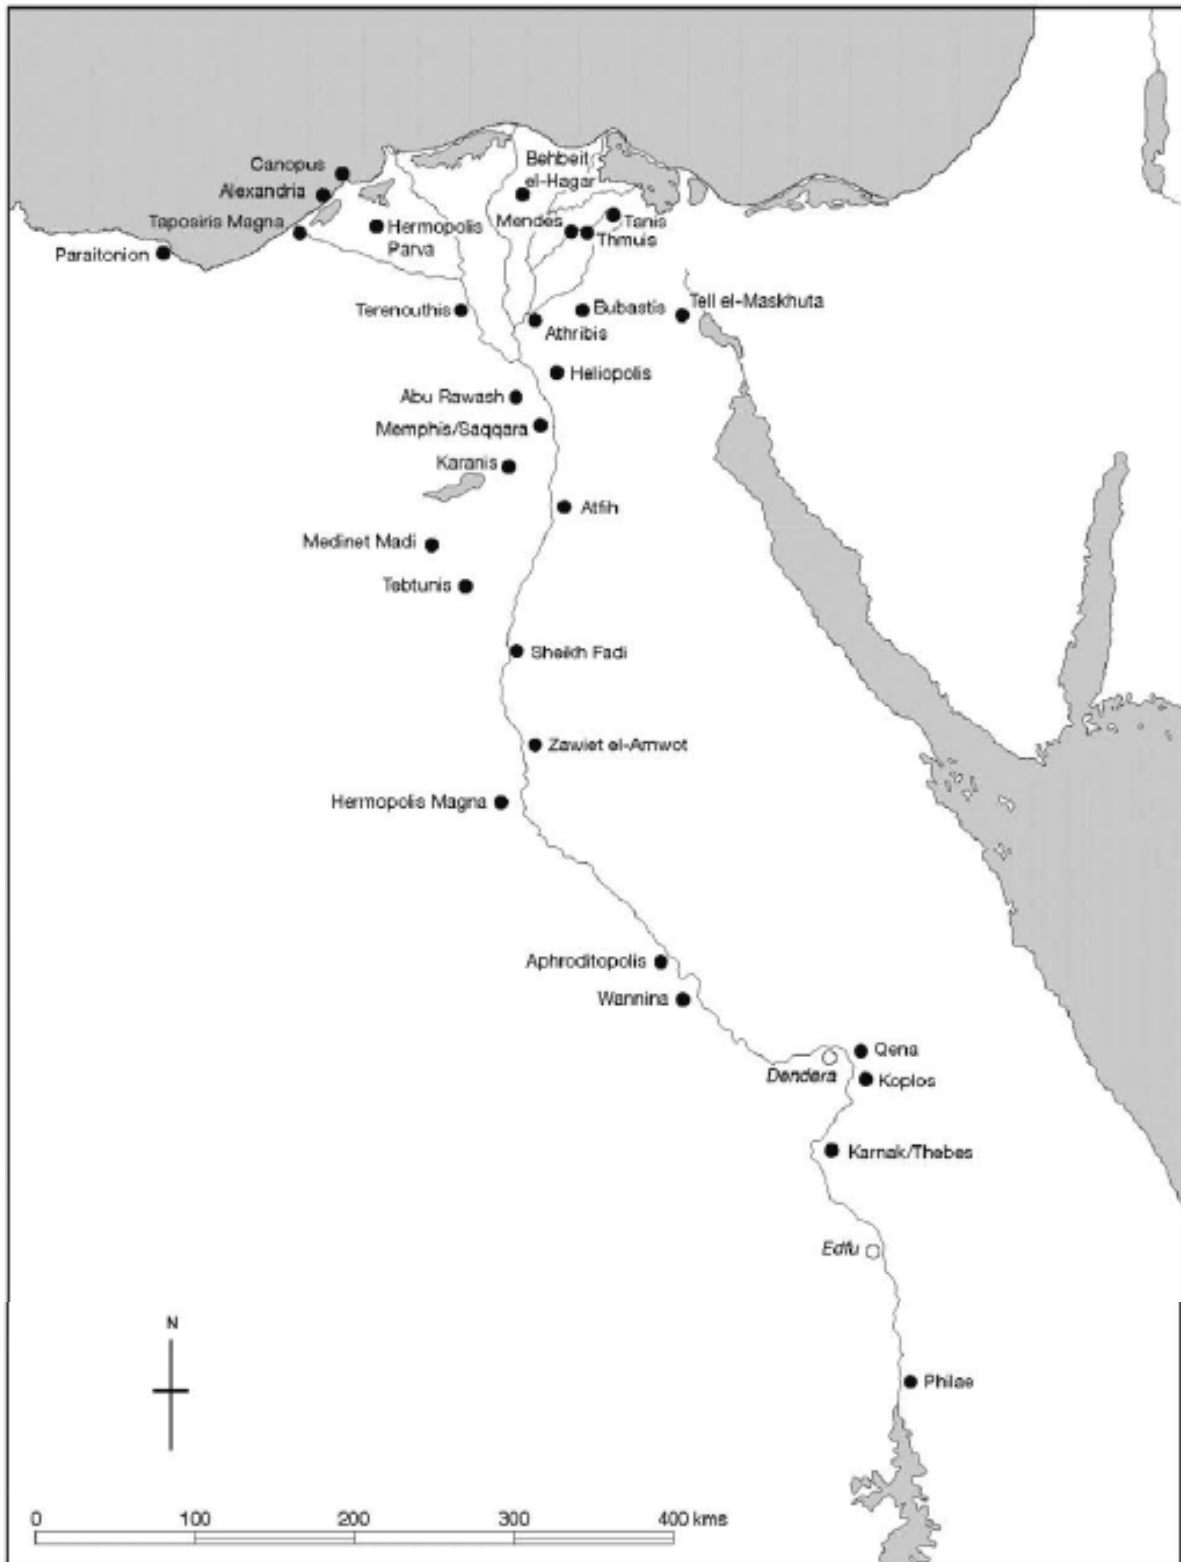 Canopus
Alexandria
Taposiris Magna
Paraitonion
Hermopolis
Parva
Behbeit
el-Hagar
Mendes
Tanis
Thmuis
Terenouthis
Bubastis
Tell el-Maskhuta
Athribis
Heliopolis
Abu Rawash
Memphis/Saqqara
Karanis
Atfih
Medinet Madi
Tebtunis
Sheikh Fadl
Zawiet el-Amwot
Hermopolis Magna
Aphroditopolis
Wannina
Qena
Dendera
Koptos
Karnak/Thebes
Edfu
N
Philae
0 100 200 300 400 kms